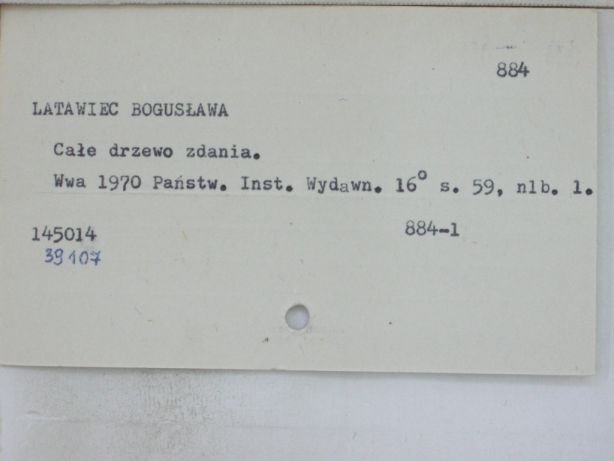 884
LATAWIEC BOGUSŁAWA
Całe drzewo zdania.
Wwa 1970 Państw. Inst. Wydawn. 16° s. 59, nlb. 1.
145014 884-1
39107